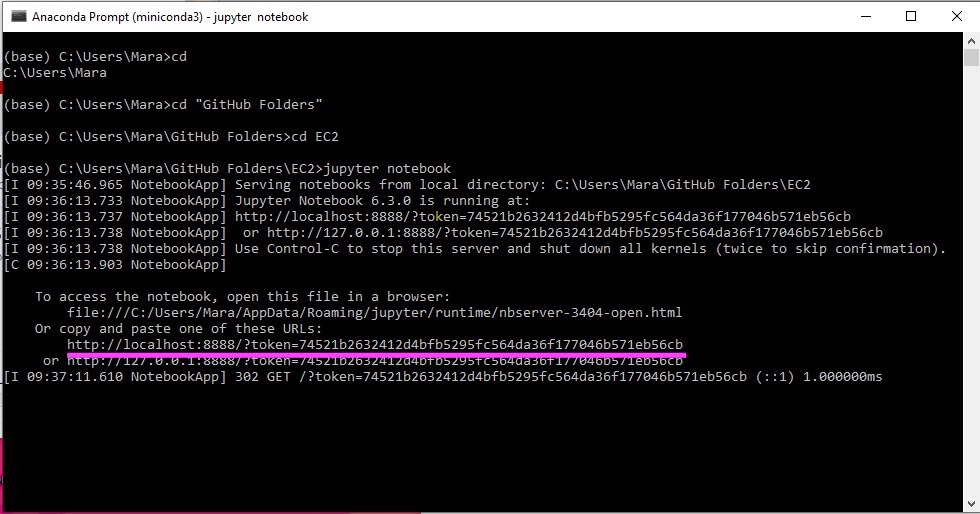 Anaconda Prompt (miniconda3) - jupyter notebook
(base) C:\Users\Mara>cd
C:\Users\Mara
(base) C:\Users\Mara>cd "GitHub Folders"
(base) C:\Users\Mara\GitHub Folders>cd EC2
(base) C:\Users\Mara\GitHub Folders\EC2>jupyter notebook
[I 09:35:46.965 NotebookApp] Serving notebooks from local directory: C:\Users\Mara\GitHub Folders\EC2
[I 09:36:13.733 NotebookApp] Jupyter Notebook 6.3.0 is running at:
[I 09:36:13.737 NotebookApp] http://localhost:8888/?token=74521b2632412d4bfb5295fc564da36f177046b571eb56cb
[I 09:36:13.738 NotebookApp]  or http://127.0.0.1:8888/?token=74521b2632412d4bfb5295fc564da36f177046b571eb56cb
[I 09:36:13.738 NotebookApp] Use Control-C to stop this server and shut down all kernels (twice to skip confirmation).
[C 09:36:13.903 NotebookApp]
To access the notebook, open this file in a browser:
file:///C:/Users/Mara/AppData/Roaming/jupyter/runtime/nbserver-3404-open.html
Or copy and paste one of these URLs:
http://localhost:8888/?token=74521b2632412d4bfb5295fc564da36f177046b571eb56cb
or http://127.0.0.1:8888/?token=74521b2632412d4bfb5295fc564da36f177046b571eb56cb
[I 09:37:11.610 NotebookApp] 302 GET /?token=74521b2632412d4bfb5295fc564da36f177046b571eb56cb (::1) 1.000000ms